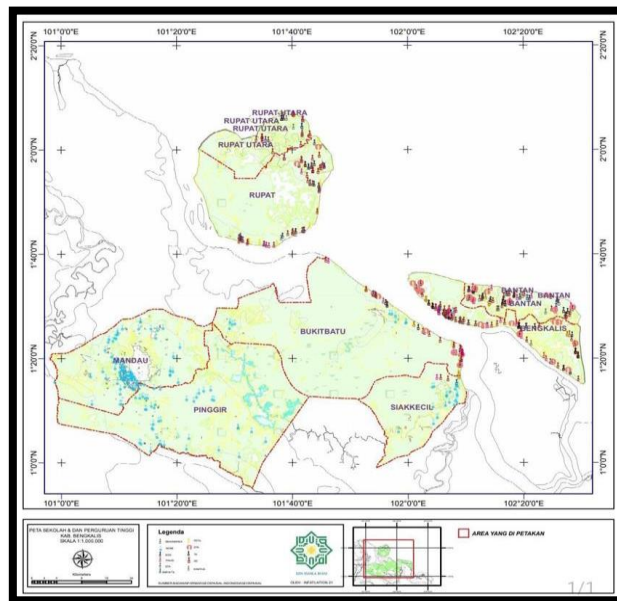 101°0'0"E 101°20'0"E 101°40'0"E 102°0'0"E 102°20'0"E
2°20'0"N 2°20'0"N
RUPAT UTARA
RUPAT UTARA
RUPAT UTARA
RUPAT UTARA
2°0'0"N 2°0'0"N
RUPAT
1°40'0"N 1°40'0"N
BANTAN
BANTAN
BANTAN
BENGKALIS
BUKITBATU
1°20'0"N 1°20'0"N
MANDAU
PINGGIR
SIAKKECIL
1°0'0"N 1°0'0"N
101°0'0"E 101°20'0"E 101°40'0"E 102°0'0"E 102°20'0"E
PETA SEKOLAH & DAN PERGURUAN TINGGI
KAB. BENGKALIS
SKALA 1:1,000,000
Kilometers
Legenda
AREA YANG DI PETAKAN
1/1